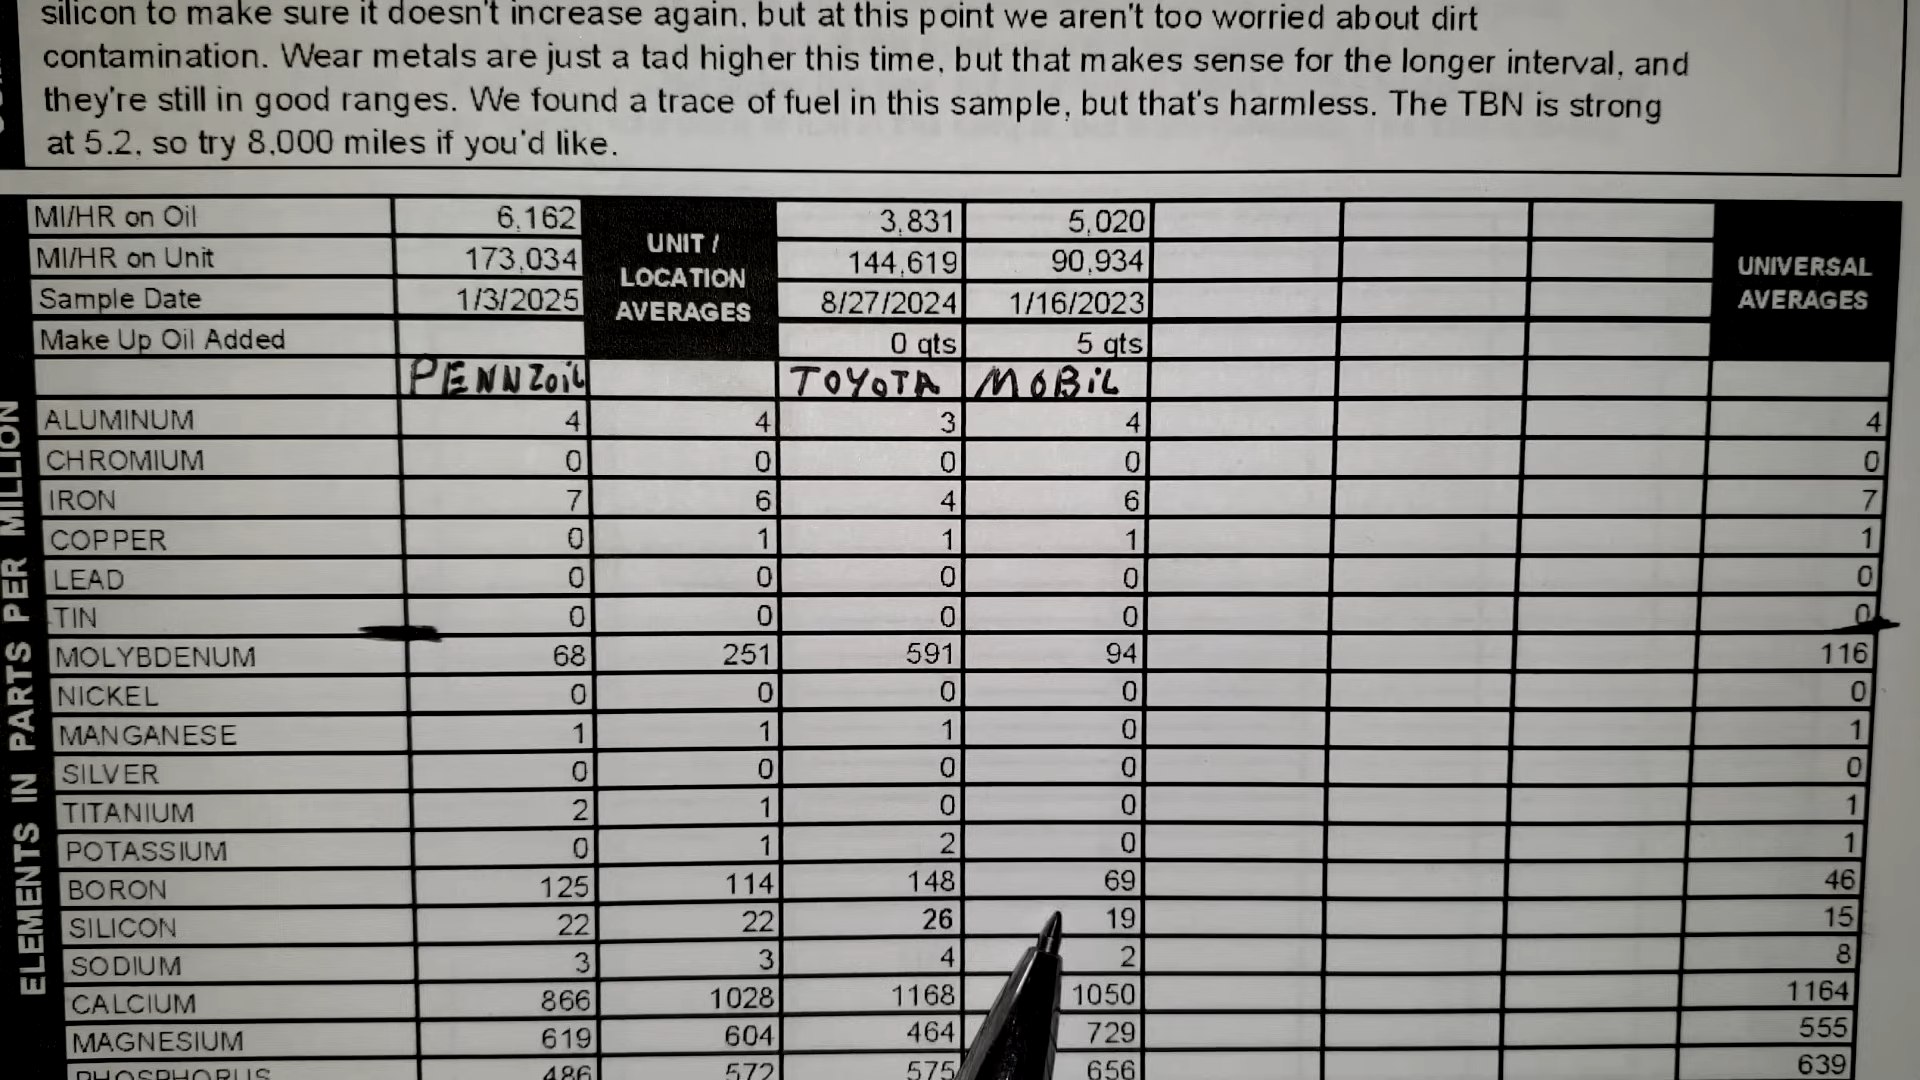 silicon to make sure it doesn't increase again, but at this point we aren't too worried about dirt
contamination. Wear metals are just a tad higher this time, but that makes sense for the longer interval, and
they're still in good ranges. We found a trace of fuel in this sample, but that's harmless. The TBN is strong
at 5.2, so try 8,000 miles if you'd like.
MI/HR on Oil 6,162 3,831 5,020
MI/HR on Unit 173,034 144,619 90,934
Sample Date 1/3/2025 8/27/2024 1/16/2023
Make Up Oil Added 0 qts 5 qts
UNIT /
LOCATION
AVERAGES
UNIVERSAL
AVERAGES
PENNZOiL TOYOTA MOBiL
ELEMENTS IN PARTS PER MILLION
ALUMINUM 4 4 3 4 4
CHROMIUM 0 0 0 0 0
IRON 7 6 4 6 7
COPPER 0 1 1 1 1
LEAD 0 0 0 0 0
TIN 0 0 0 0 0
MOLYBDENUM 68 251 591 94 116
NICKEL 0 0 0 0 0
MANGANESE 1 1 1 0 1
SILVER 0 0 0 0 0
TITANIUM 2 1 0 0 1
POTASSIUM 0 1 2 0 1
BORON 125 114 148 69 46
SILICON 22 22 26 19 15
SODIUM 3 3 4 2 8
CALCIUM 866 1028 1168 1050 1164
MAGNESIUM 619 604 464 729 555
PHOSPHORUS 486 572 575 656 639